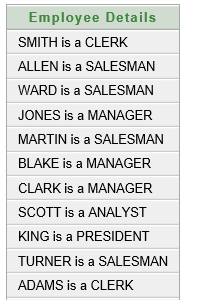 Employee Details
SMITH is a CLERK
ALLEN is a SALESMAN
WARD is a SALESMAN
JONES is a MANAGER
MARTIN is a SALESMAN
BLAKE is a MANAGER
CLARK is a MANAGER
SCOTT is a ANALYST
KING is a PRESIDENT
TURNER is a SALESMAN
ADAMS is a CLERK